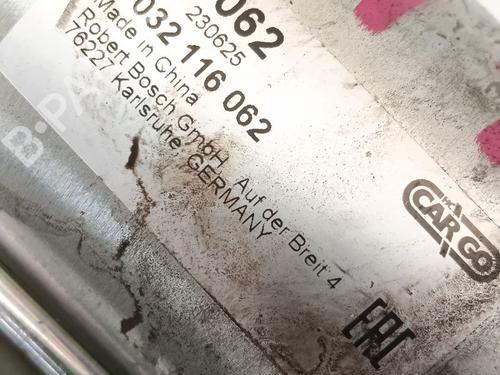 062
230625
032 116 062
Made in China
Robert Bosch GmbH, Auf der Breit 4
76227 Karlsruhe, GERMANY
CARGO
EAC
B-PA